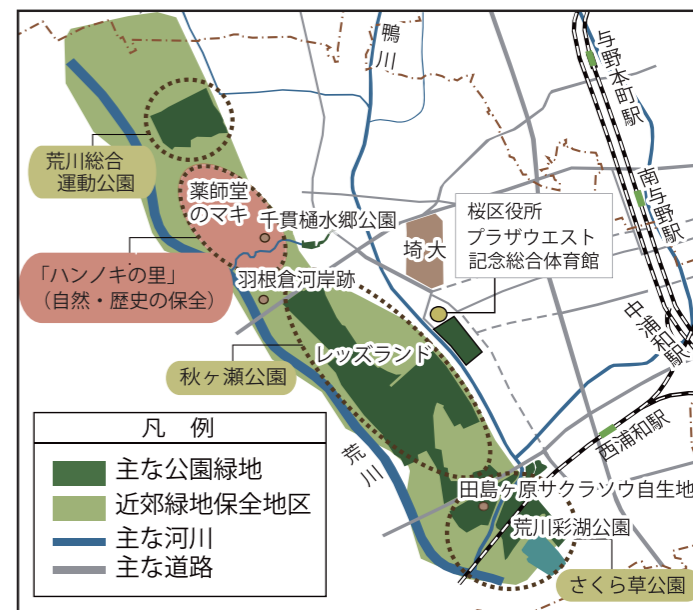 鴨川
与野本町駅
荒川総合
運動公園
薬師堂
のマキ
千貫樋水郷公園
埼大
桜区役所
プラザウエスト
記念総合体育館
南与野駅
「ハンノキの里」
(自然・歴史の保全)
羽根倉河岸跡
中浦和駅
レッズランド
秋ヶ瀬公園
荒川
西浦和駅
田島ヶ原サクラソウ自生地
荒川彩湖公園
さくら草公園
凡 例
主な公園緑地
近郊緑地保全地区
主な河川
主な道路